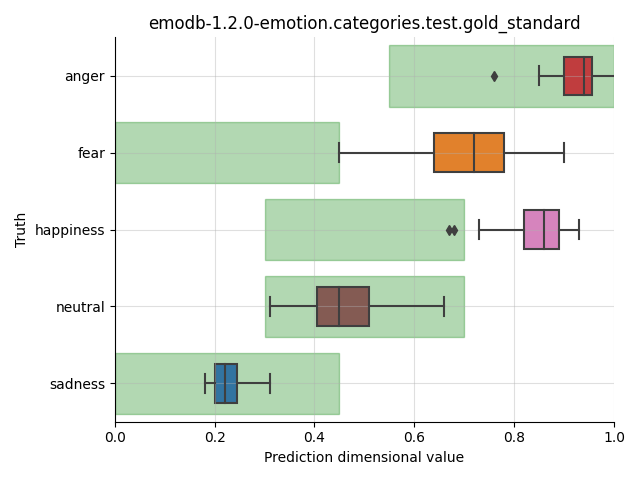 emodb-1.2.0-emotion.categories.test.gold_standard
anger
fear
happiness
neutral
sadness
Truth
0.0 0.2 0.4 0.6 0.8 1.0
Prediction dimensional value